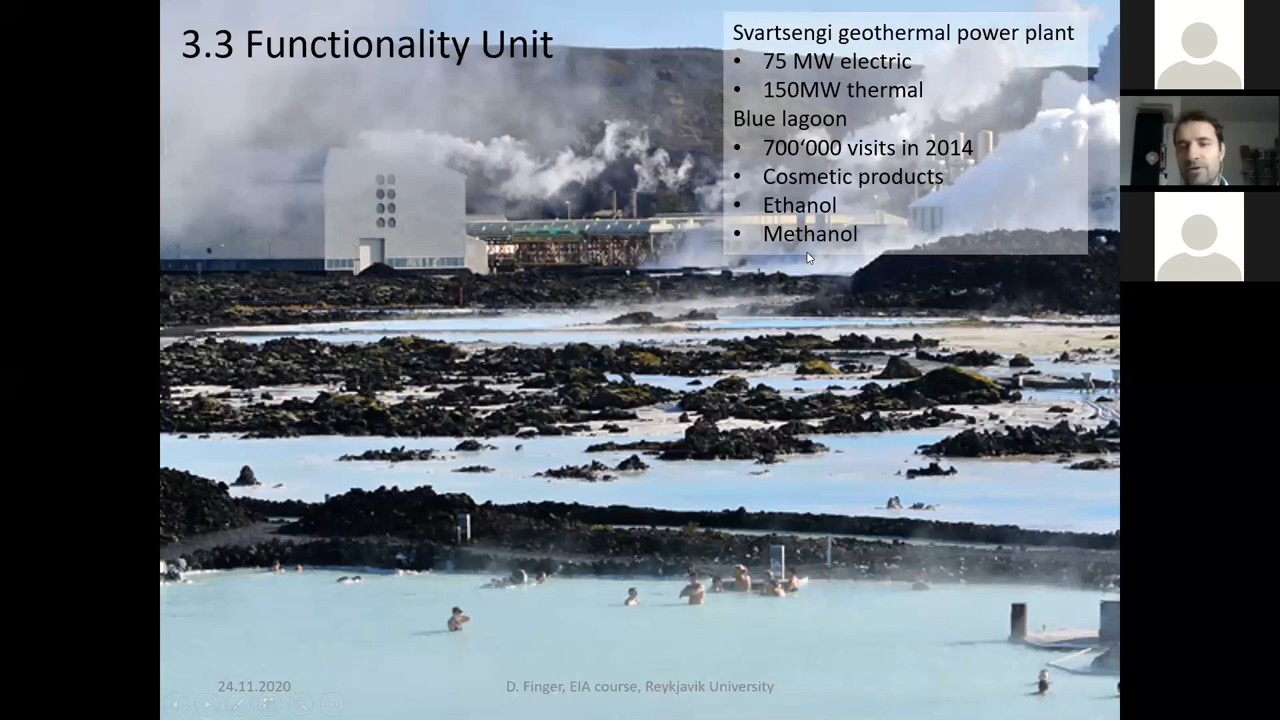 3.3 Functionality Unit
Svartsengi geothermal power plant
• 75 MW electric
• 150MW thermal
Blue lagoon
• 700‘000 visits in 2014
• Cosmetic products
• Ethanol
• Methanol
24.11.2020
D. Finger, EIA course, Reykjavik University